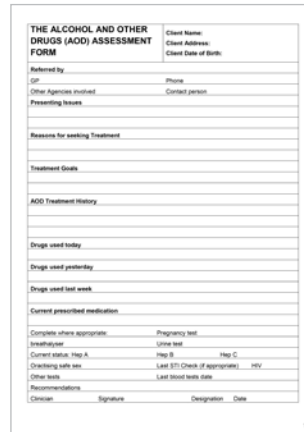 THE ALCOHOL AND OTHER
DRUGS (AOD) ASSESSMENT
FORM
Client Name:
Client Address:
Client Date of Birth:
Referred by
GP Phone
Other Agencies involved Contact person
Presenting Issues
Reasons for seeking Treatment
Treatment Goals
AOD Treatment History
Drugs used today
Drugs used yesterday
Drugs used last week
Current prescribed medication
Complete where appropriate: Pregnancy test:
breathalyser Urine test
Current status: Hep A Hep B Hep C
Practising safe sex Last STI Check (if appropriate) HIV
Other tests Last blood tests date
Recommendations
Clinician Signature Designation Date